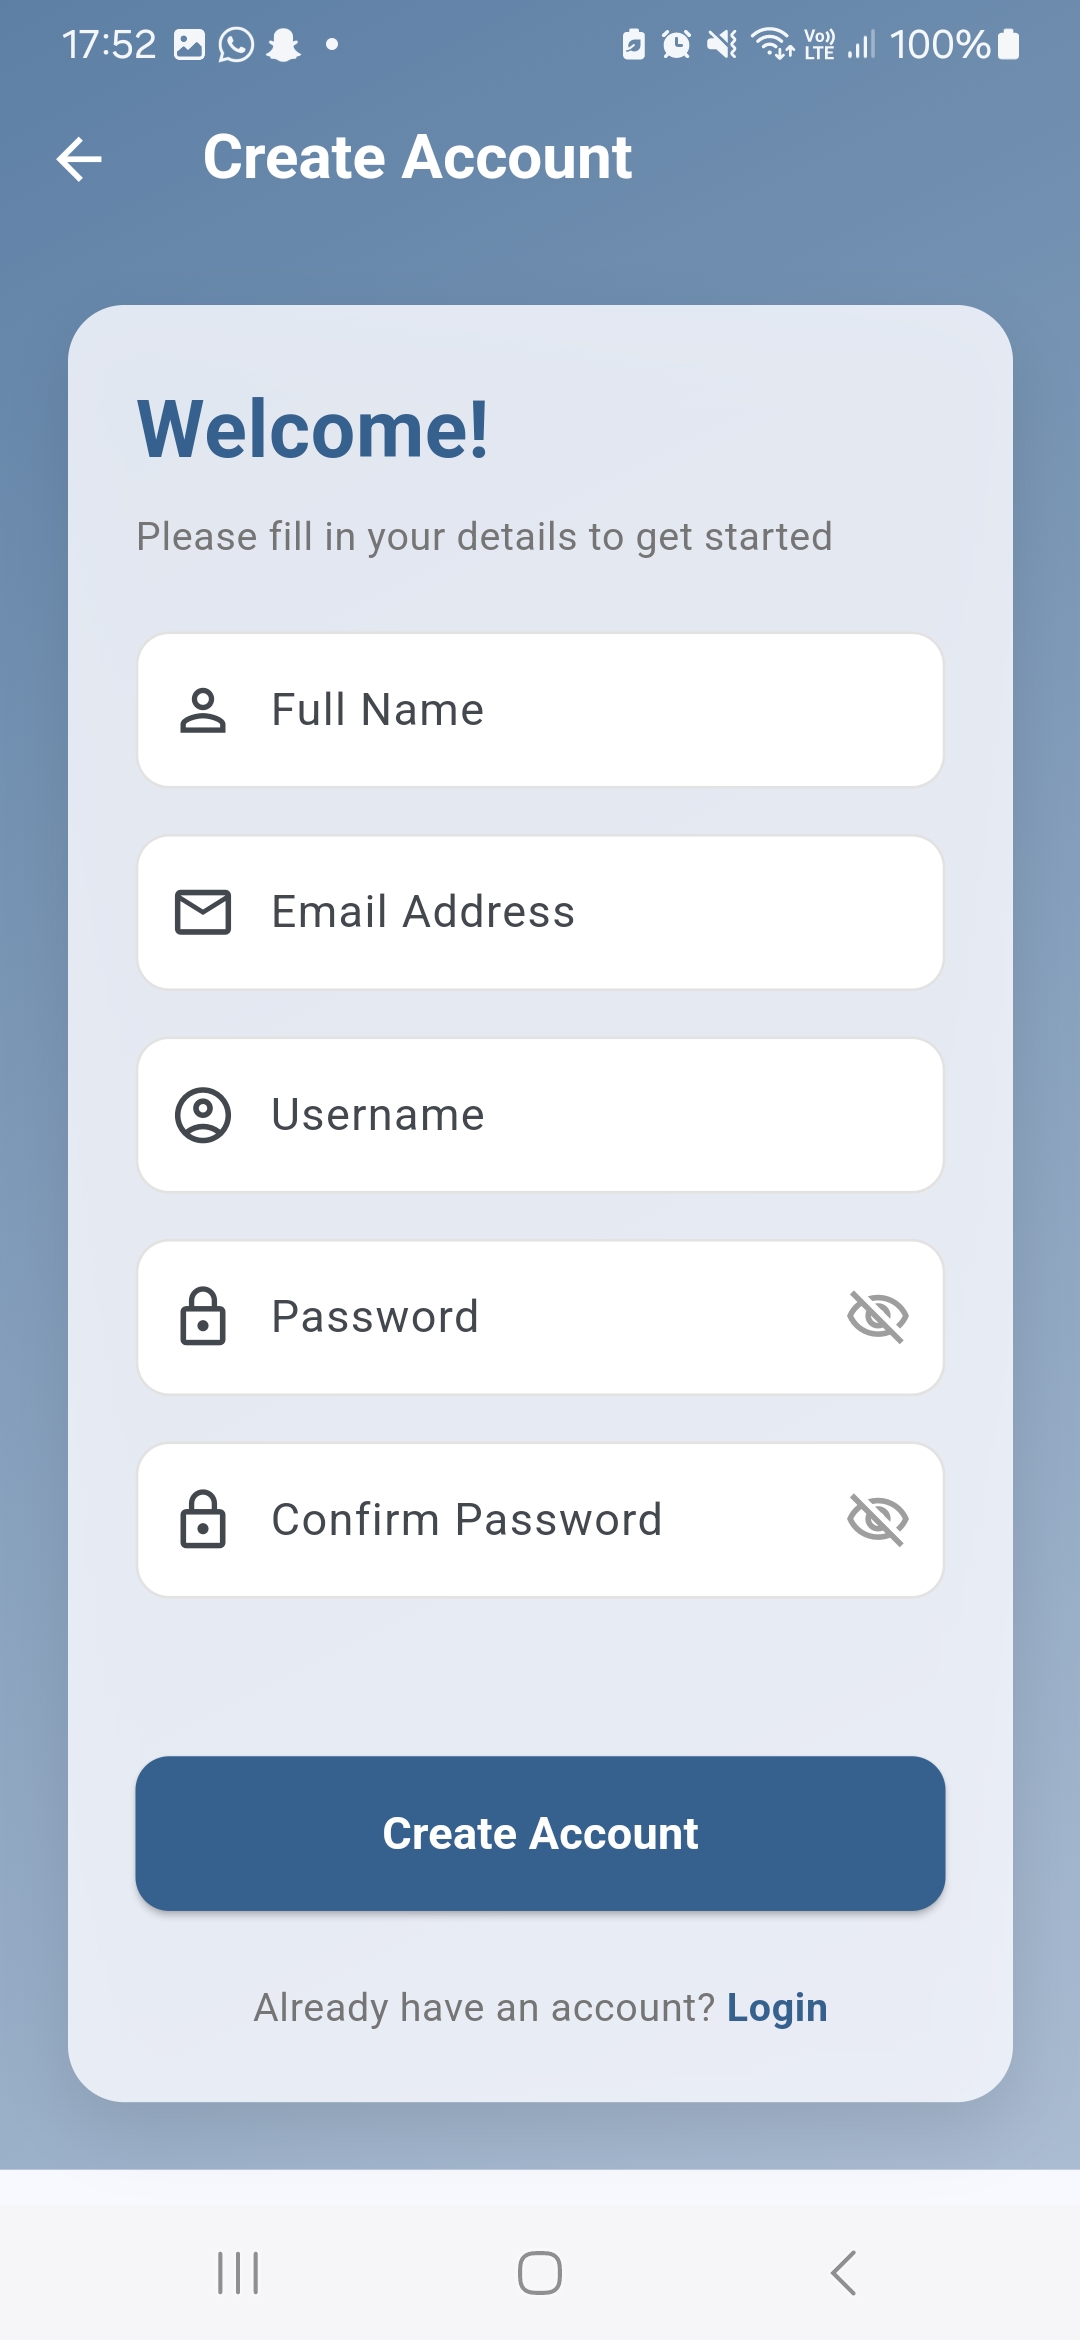 17:52 Vo)) LTE 100%
Create Account
Welcome!
Please fill in your details to get started
Full Name
Email Address
Username
Password
Confirm Password
Create Account
Already have an account? Login